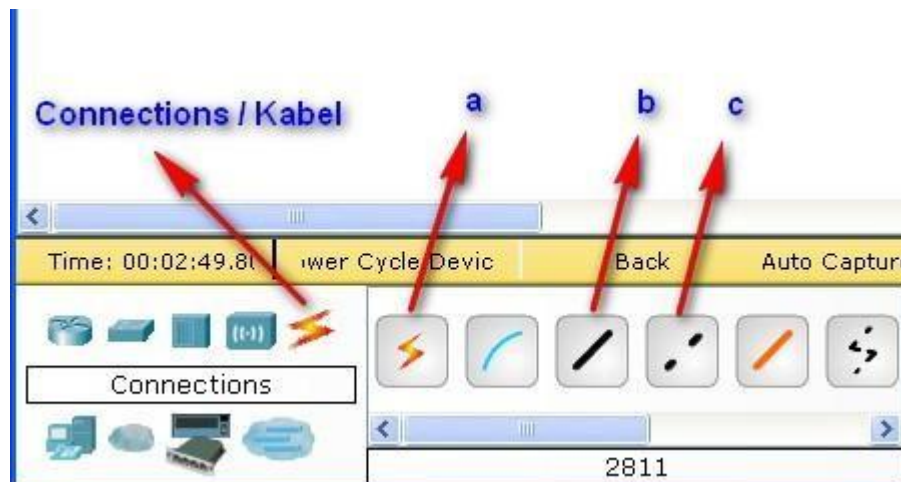 Connections / Kabel
a
b
c
Time: 00:02:49.8
wer Cycle Devic
Back
Auto Captur
Connections
2811